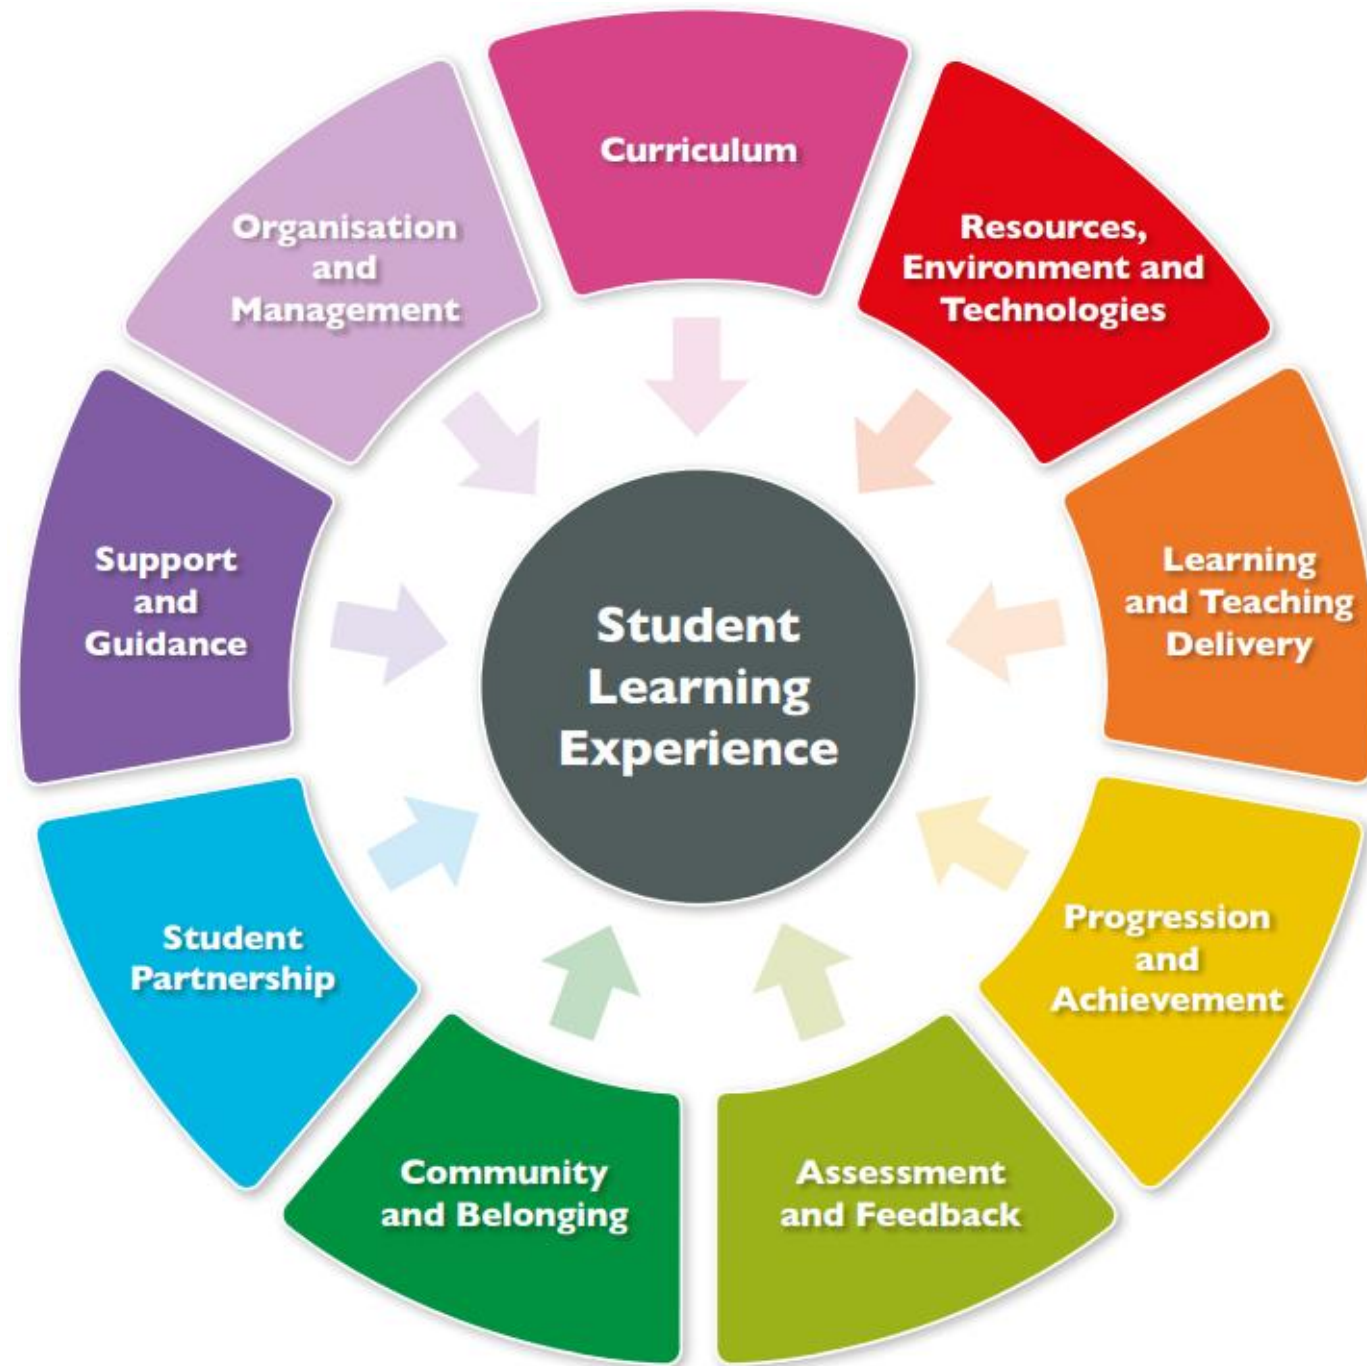 Curriculum
Resources,
Environment and
Technologies
Learning
and Teaching
Delivery
Progression
and
Achievement
Assessment
and Feedback
Community
and Belonging
Student
Partnership
Support
and
Guidance
Organisation
and
Management
Student
Learning
Experience